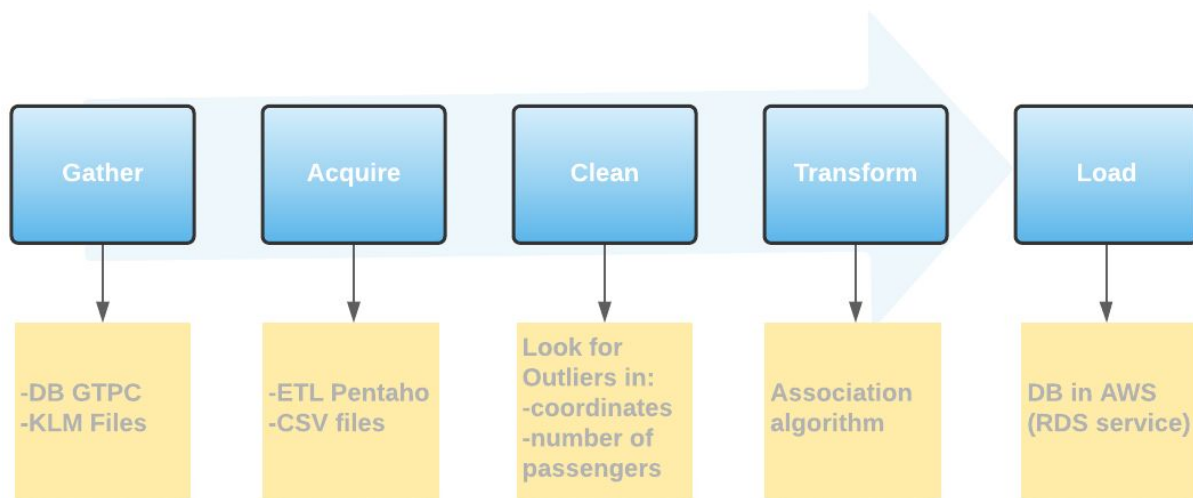 Gather
Acquire
Clean
Transform
Load
-DB GTPC
-KLM Files
-ETL Pentaho
-CSV files
Look for
Outliers in:
-coordinates
-number of
passengers
Association
algorithm
DB in AWS
(RDS service)